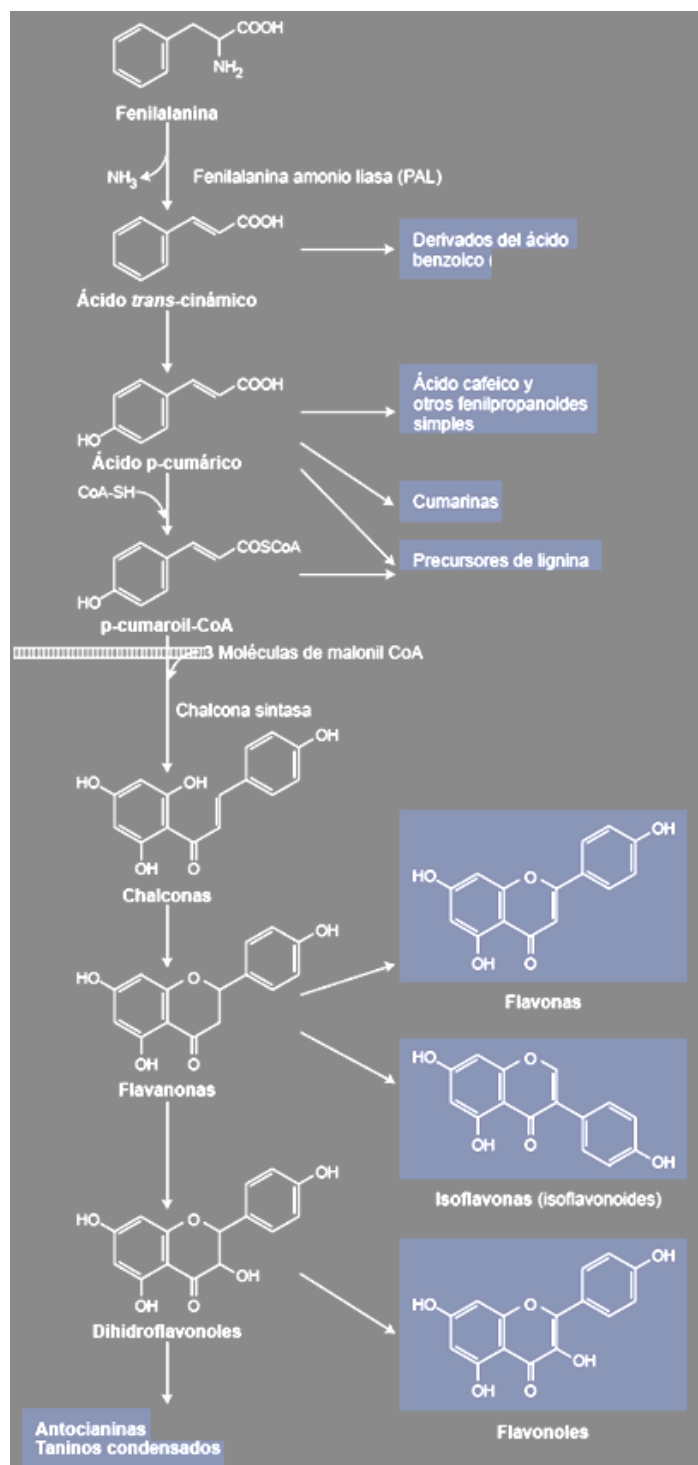 COOH
NH2
Fenilalanina
NH3
Fenilalanina amonio liasa (PAL)
COOH
Ácido trans-cinámico
Derivados del ácido
benzoico
COOH
HO
Ácido p-cumárico
Ácido cafeico y
otros fenilpropanoides
simples
CoA-SH
Cumarinas
COSCoA
HO
p-cumaroil-CoA
Precursores de lignina
3 Moléculas de malonil CoA
Chalcona sintasa
OH
HO
OH
OH
O
Chalconas
OH
HO
O
OH
O
Flavonas
OH
HO
O
OH
O
Flavanonas
HO
O
OH
O
OH
Isoflavonas (isoflavonoides)
OH
HO
O
OH
OH
O
Dihidroflavonoles
OH
HO
O
OH
OH
O
Flavonoles
Antocianinas
Taninos condensados